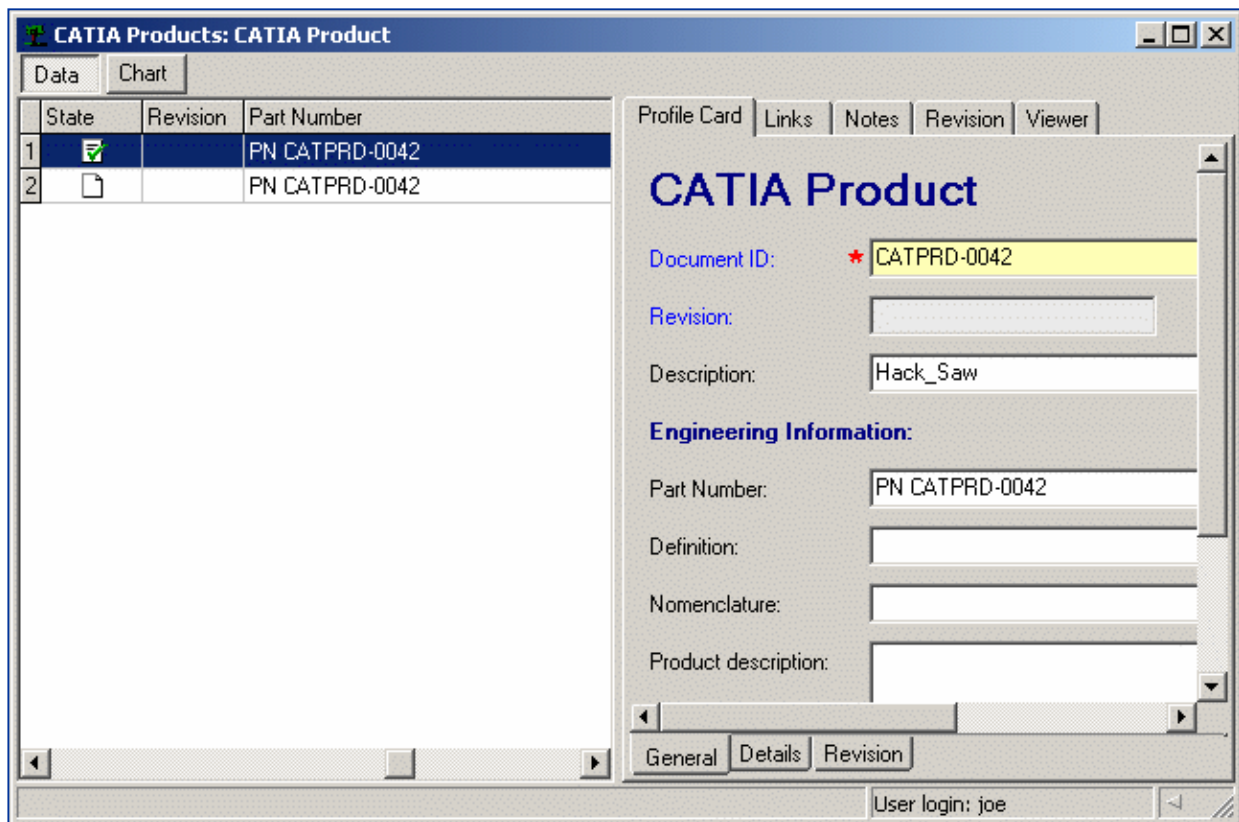 CATIA Products: CATIA Product
Data Chart
State Revision Part Number
1 PN CATPRD-0042
2 PN CATPRD-0042
Profile Card Links Notes Revision Viewer
CATIA Product
Document ID: * CATPRD-0042
Revision:
Description: Hack_Saw
Engineering Information:
Part Number: PN CATPRD-0042
Definition:
Nomenclature:
Product description:
General Details Revision
User login: joe